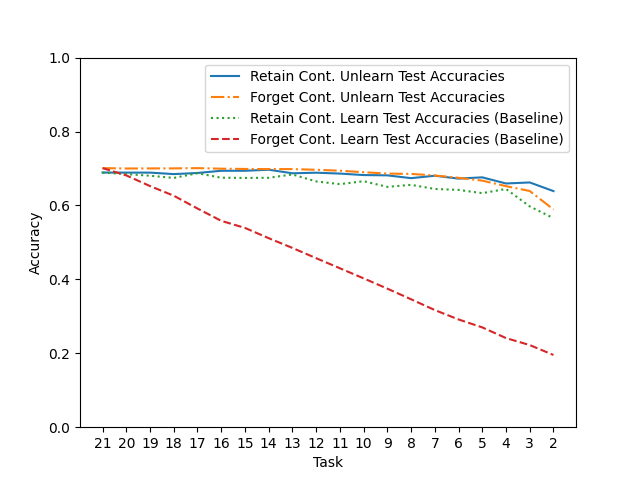 Retain Cont. Unlearn Test Accuracies
Forget Cont. Unlearn Test Accuracies
Retain Cont. Learn Test Accuracies (Baseline)
Forget Cont. Learn Test Accuracies (Baseline)
1.0
0.8
0.6
0.4
0.2
0.0
Accuracy
21 20 19 18 17 16 15 14 13 12 11 10 9 8 7 6 5 4 3 2
Task